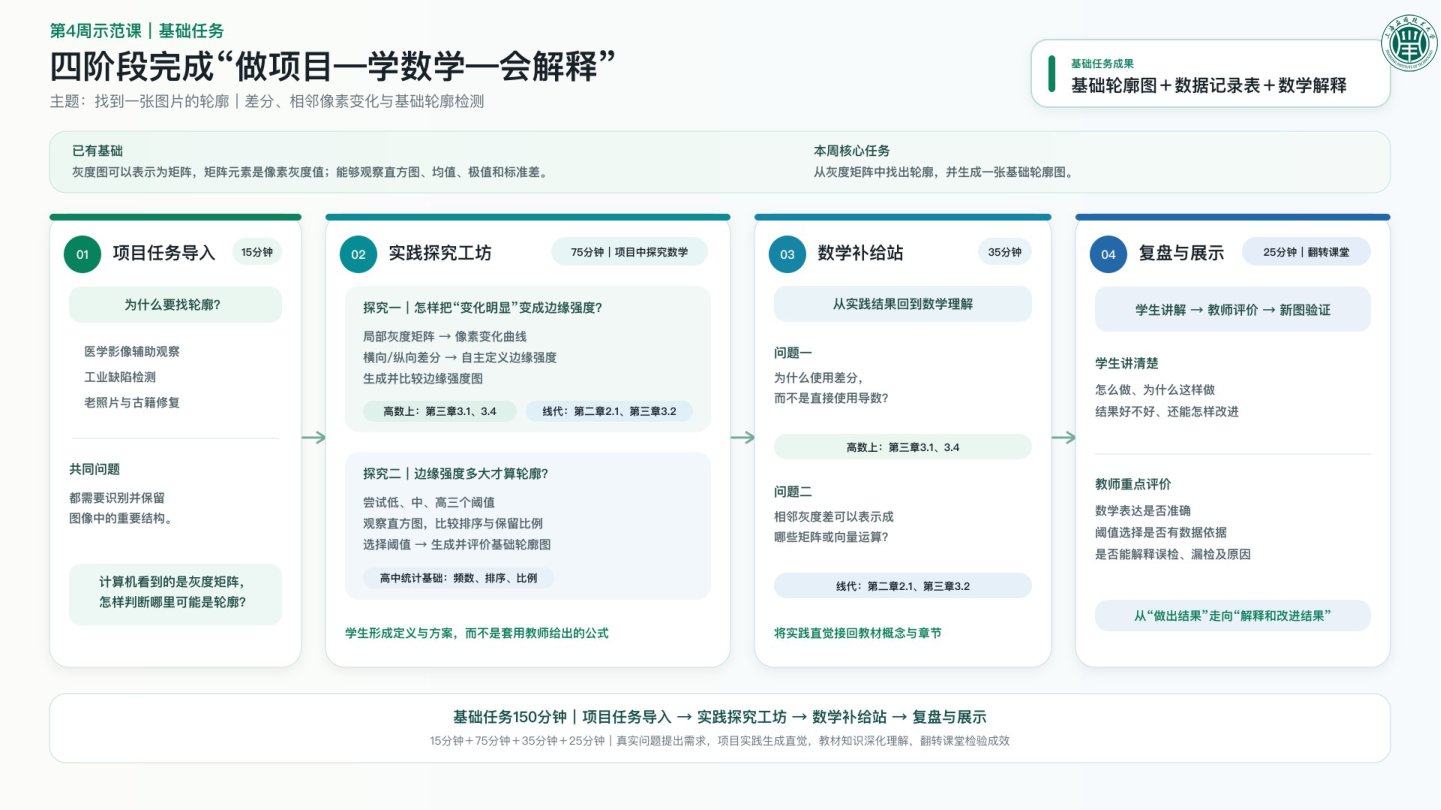 第4周示范课｜基础任务
四阶段完成“做项目—学数学—会解释”
主题：找到一张图片的轮廓｜差分、相邻像素变化与基础轮廓检测
基础任务成果
基础轮廓图＋数据记录表＋数学解释
已有基础
灰度图可以表示为矩阵，矩阵元素是像素灰度值；能够观察直方图、均值、极值和标准差。
本周核心任务
从灰度矩阵中找出轮廓，并生成一张基础轮廓图。
01 项目任务导入 15分钟
为什么要找轮廓？
医学影像辅助观察
工业缺陷检测
老照片与古籍修复
共同问题
都需要识别并保留
图像中的重要结构。
计算机看到的是灰度矩阵，
怎样判断哪里可能是轮廓？
02 实践探究工坊 75分钟｜项目中探究数学
探究一｜怎样把“变化明显”变成边缘强度？
局部灰度矩阵 → 像素变化曲线
横向/纵向差分 → 自主定义边缘强度
生成并比较边缘强度图
高数上：第三章3.1、3.4 线代：第二章2.1、第三章3.2
探究二｜边缘强度多大才算轮廓？
尝试低、中、高三个阈值
观察直方图，比较排序与保留比例
选择阈值 → 生成并评价基础轮廓图
高中统计基础：频数、排序、比例
学生形成定义与方案，而不是套用教师给出的公式
03 数学补给站 35分钟
从实践结果回到数学理解
问题一
为什么使用差分，
而不是直接使用导数？
高数上：第三章3.1、3.4
问题二
相邻灰度差可以表示成
哪些矩阵或向量运算？
线代：第二章2.1、第三章3.2
将实践直觉接回教材概念与章节
04 复盘与展示 25分钟｜翻转课堂
学生讲解 → 教师评价 → 新图验证
学生讲清楚
怎么做、为什么这样做
结果好不好、还能怎样改进
教师重点评价
数学表达是否准确
阈值选择是否有数据依据
是否能解释误检、漏检及原因
从“做出结果”走向“解释和改进结果”
基础任务150分钟｜项目任务导入 → 实践探究工坊 → 数学补给站 → 复盘与展示
15分钟＋75分钟＋35分钟＋25分钟｜真实问题提出需求，项目实践生成直觉，教材知识深化理解，翻转课堂检验成效